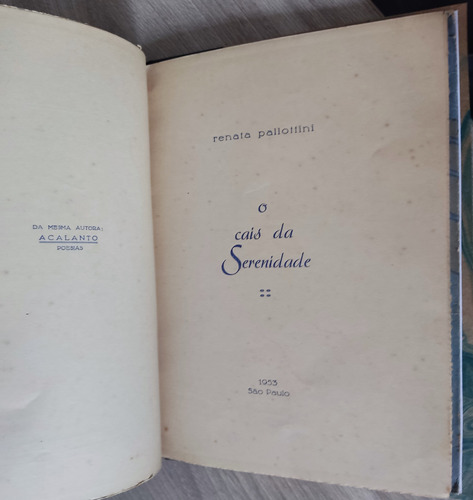 DA MESMA AUTORA:
ACALANTO
POESIAS
renata pallottini
o
cais da
Serenidade
1953
São Paulo